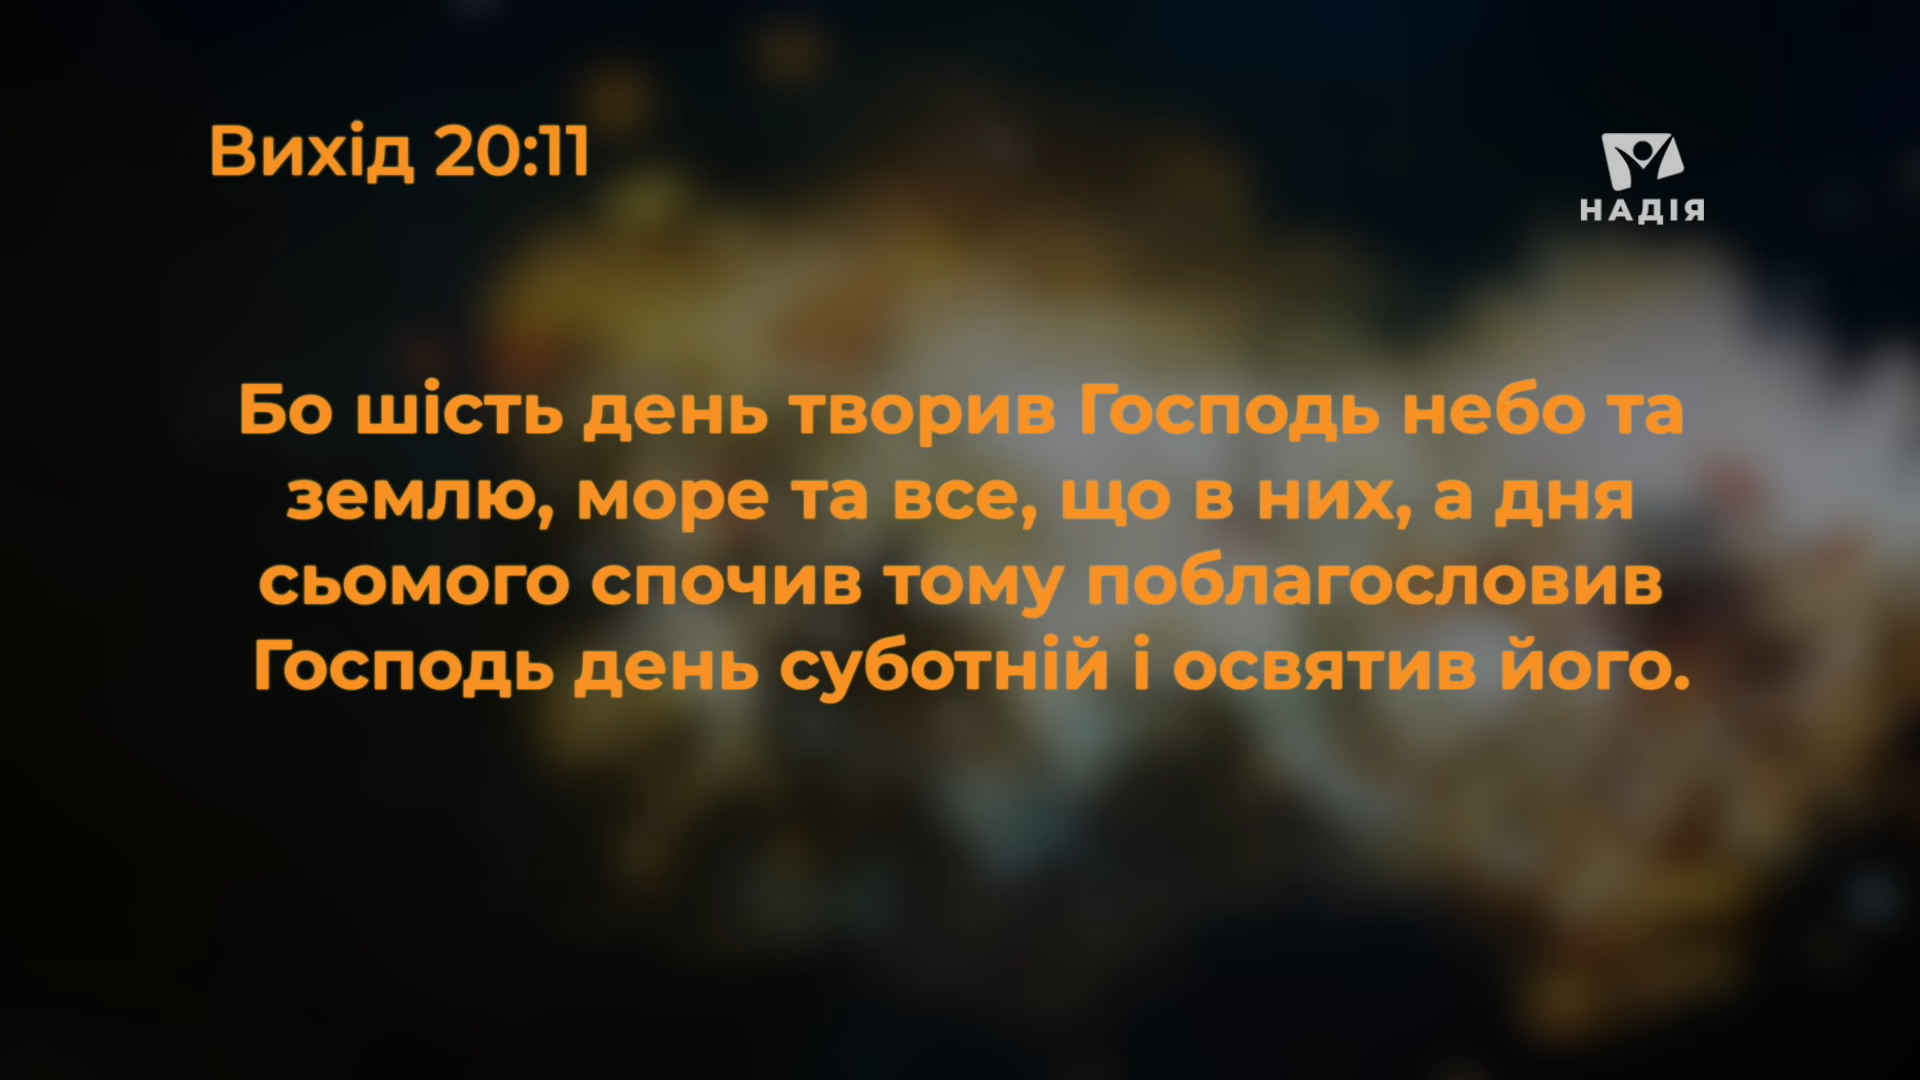 Вихід 20:11
НАДІЯ
Бо шість день творив Господь небо та
землю, море та все, що в них, а дня
сьомого спочив тому поблагословив
Господь день суботній і освятив його.